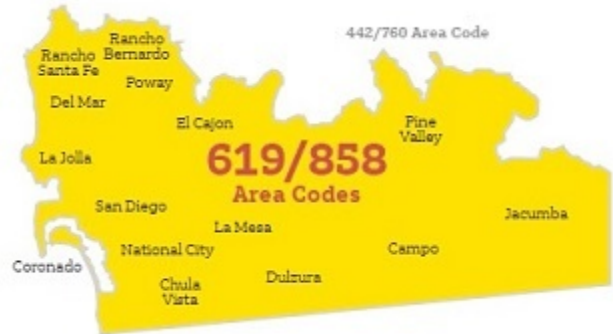 442/760 Area Code
Rancho
Bernardo
Rancho
Santa Fe
Poway
Del Mar
El Cajon
Pine
Valley
La Jolla
619/858
Area Codes
San Diego
Jacumba
La Mesa
National City
Campo
Coronado
Dulzura
Chula
Vista